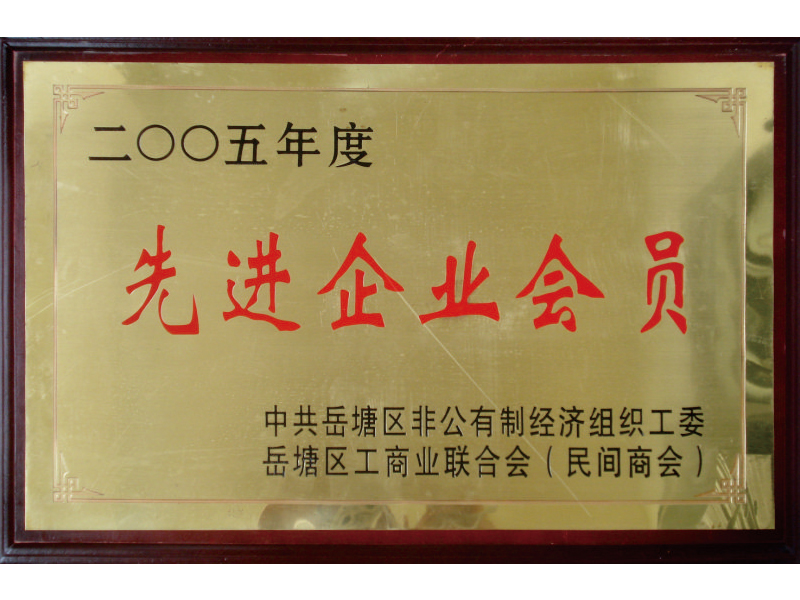 二〇〇五年度
先进企业会员
中共岳塘区非公有制经济组织工委
岳塘区工商业联合会（民间商会）